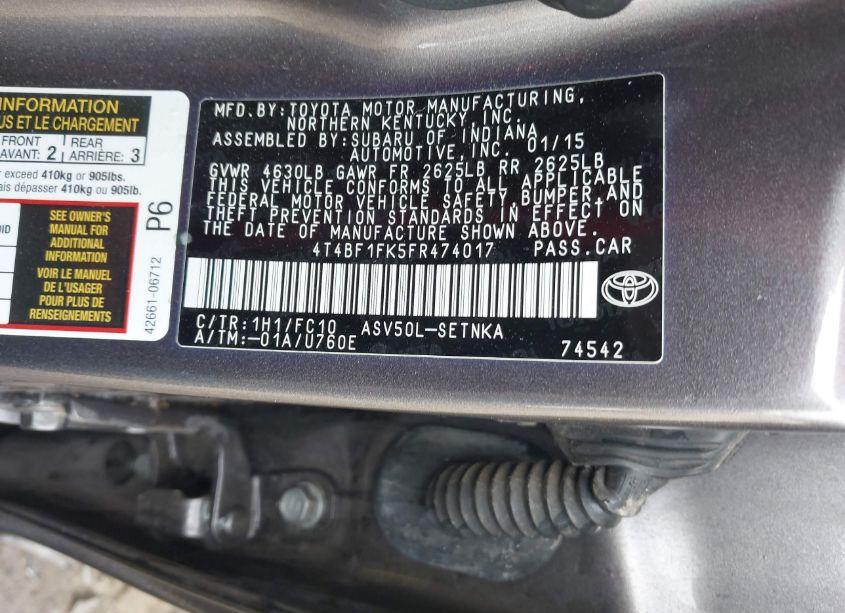 INFORMATION
US ET LE CHARGEMENT
FRONT
AVANT: 2
REAR
ARRIÈRE: 3
exceed 410kg or 905lbs.
ais dépasser 410kg ou 905lb.
SEE OWNER'S
MANUAL FOR
ADDITIONAL
INFORMATION
VOIR LE MANUEL
DE L'USAGER
POUR PLUS DE
RENSEIGNEMENTS
P6
42661-06712
MFD.BY:TOYOTA MOTOR MANUFACTURING,
NORTHERN KENTUCKY, INC.
ASSEMBLED BY:SUBARU OF INDIANA
AUTOMOTIVE, INC. 01/15
GVWR 4630LB GAWR FR 2625LB RR 2625LB
THIS VEHICLE CONFORMS TO ALL APPLICABLE
FEDERAL MOTOR VEHICLE SAFETY,BUMPER,AND
THEFT PREVENTION STANDARDS IN EFFECT ON
THE DATE OF MANUFACTURE SHOWN ABOVE.
4T4BF1FK5FR474017 PASS.CAR
C/TR:1H1/FC10 ASV50L-SETNKA
A/TM:-01A/U760E 74542